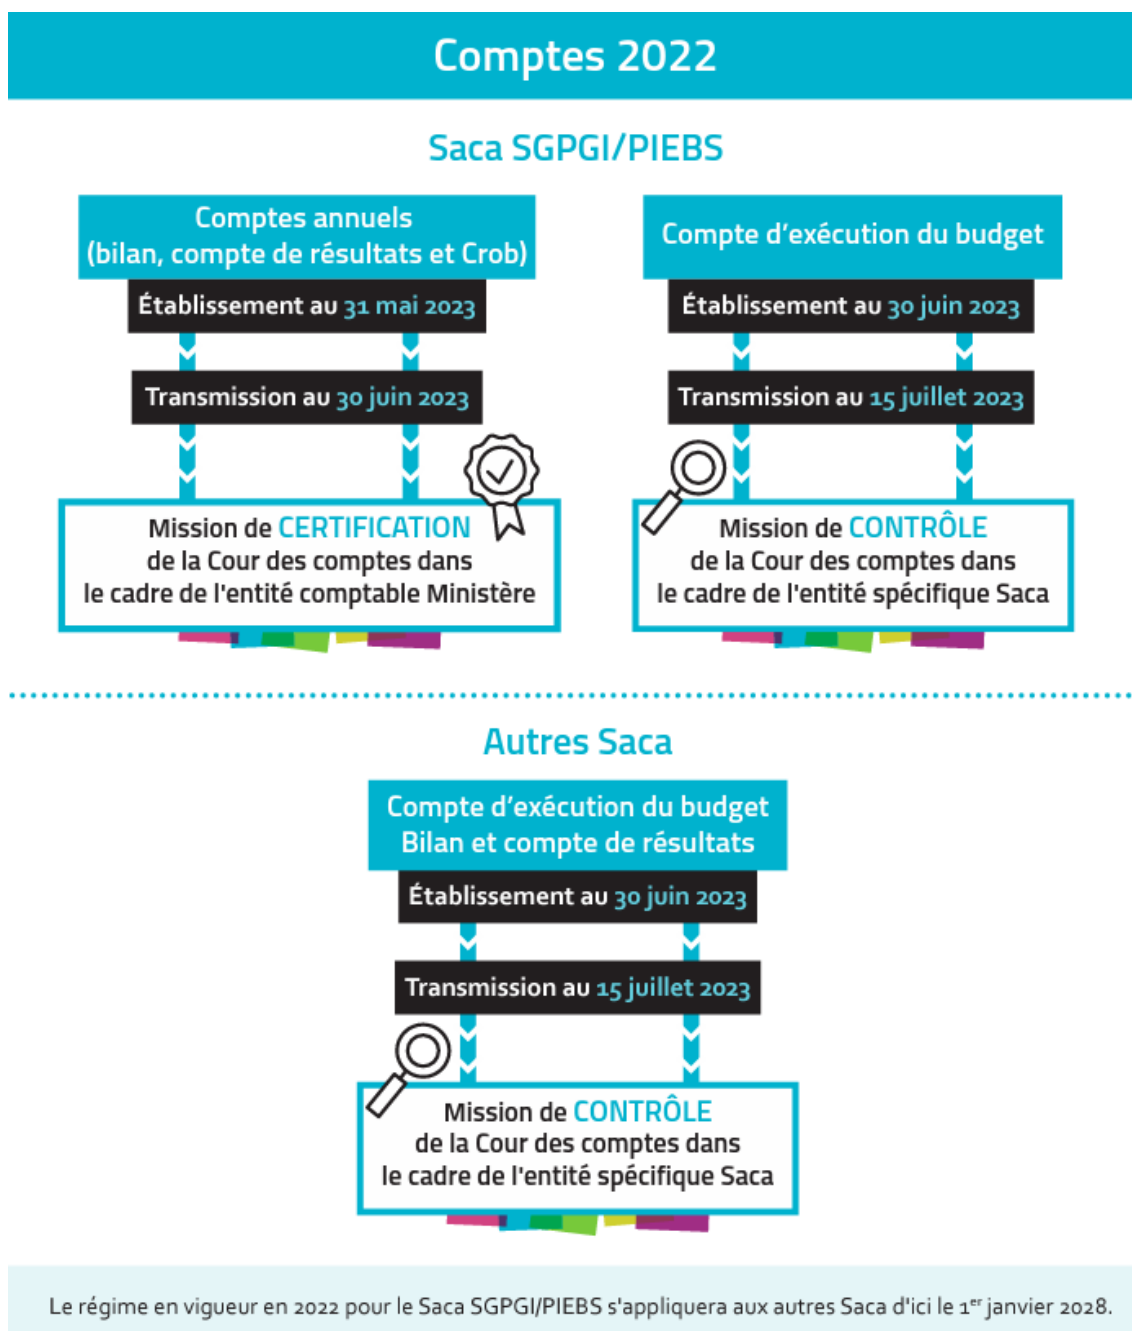 Comptes 2022
Saca SGPGI/PIEBS
Comptes annuels
(bilan, compte de résultats et Crob)
Établissement au 31 mai 2023
Transmission au 30 juin 2023
Mission de CERTIFICATION
de la Cour des comptes dans
le cadre de l'entité comptable Ministère
Compte d’exécution du budget
Établissement au 30 juin 2023
Transmission au 15 juillet 2023
Mission de CONTRÔLE
de la Cour des comptes dans
le cadre de l'entité spécifique Saca
Autres Saca
Compte d’exécution du budget
Bilan et compte de résultats
Établissement au 30 juin 2023
Transmission au 15 juillet 2023
Mission de CONTRÔLE
de la Cour des comptes dans
le cadre de l'entité spécifique Saca
Le régime en vigueur en 2022 pour le Saca SGPGI/PIEBS s'appliquera aux autres Saca d'ici le 1er janvier 2028.